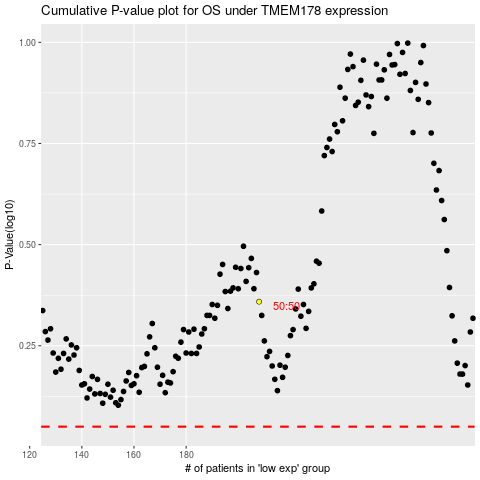 Cumulative P-value plot for OS under TMEM178 expression
1.00
0.75
0.50
0.25
P-Value(log10)
50:50
120 140 160 180
# of patients in 'low exp' group